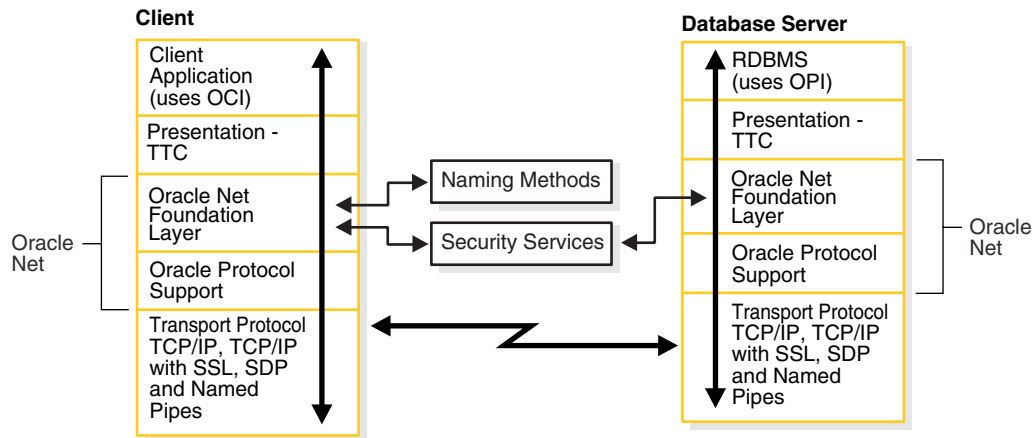 Client
Client
Application
(uses OCI)
Presentation -
TTC
Oracle Net
Foundation
Layer
Oracle Protocol
Support
Transport Protocol
TCP/IP, TCP/IP
with SSL, SDP
and Named
Pipes
Oracle
Net
Naming Methods
Security Services
Database Server
RDBMS
(uses OPI)
Presentation -
TTC
Oracle Net
Foundation
Layer
Oracle Protocol
Support
Transport Protocol
TCP/IP, TCP/IP
with SSL, SDP
and Named
Pipes
Oracle
Net